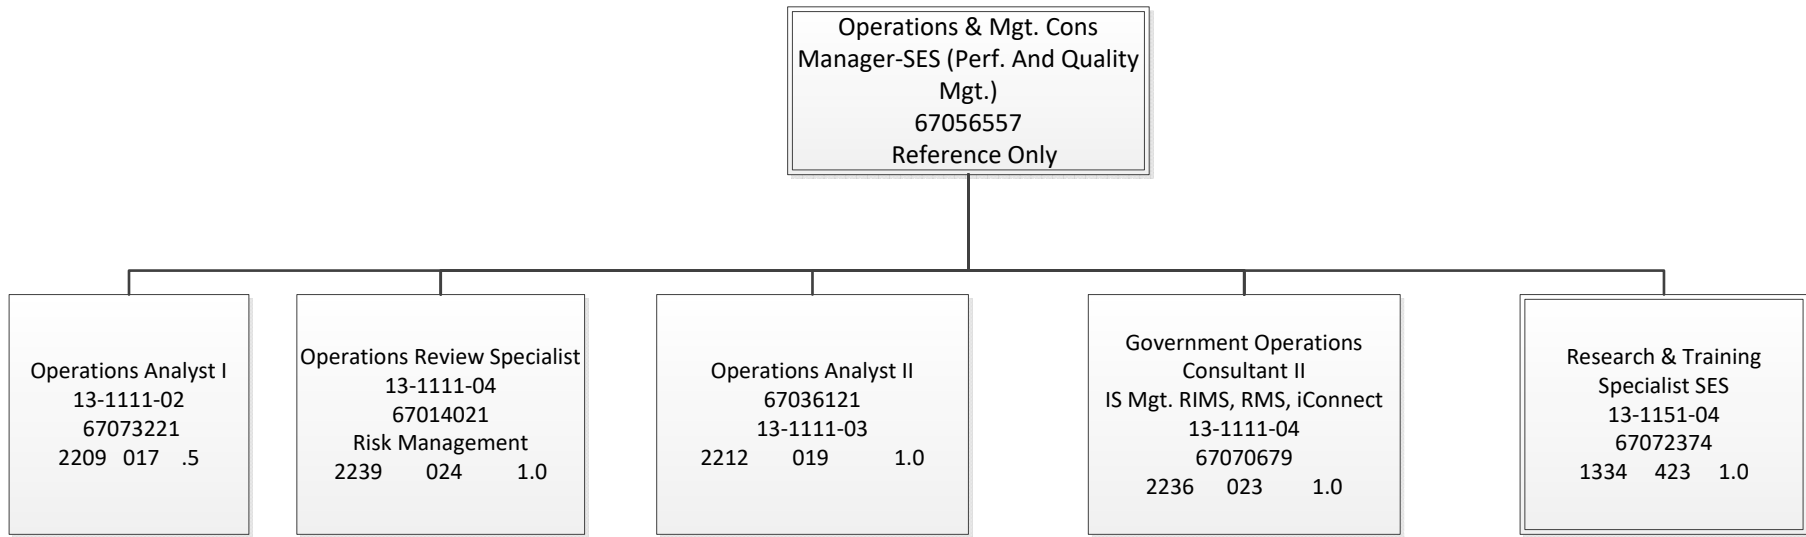 Operations & Mgt. Cons
Manager-SES (Perf. And Quality
Mgt.)
67056557
Reference Only
Operations Analyst I
13-1111-02
67073221
2209 017 .5
Operations Review Specialist
13-1111-04
67014021
Risk Management
2239 024 1.0
Operations Analyst II
67036121
13-1111-03
2212 019 1.0
Government Operations
Consultant II
IS Mgt. RIMS, RMS, iConnect
13-1111-04
67070679
2236 023 1.0
Research & Training
Specialist SES
13-1151-04
67072374
1334 423 1.0